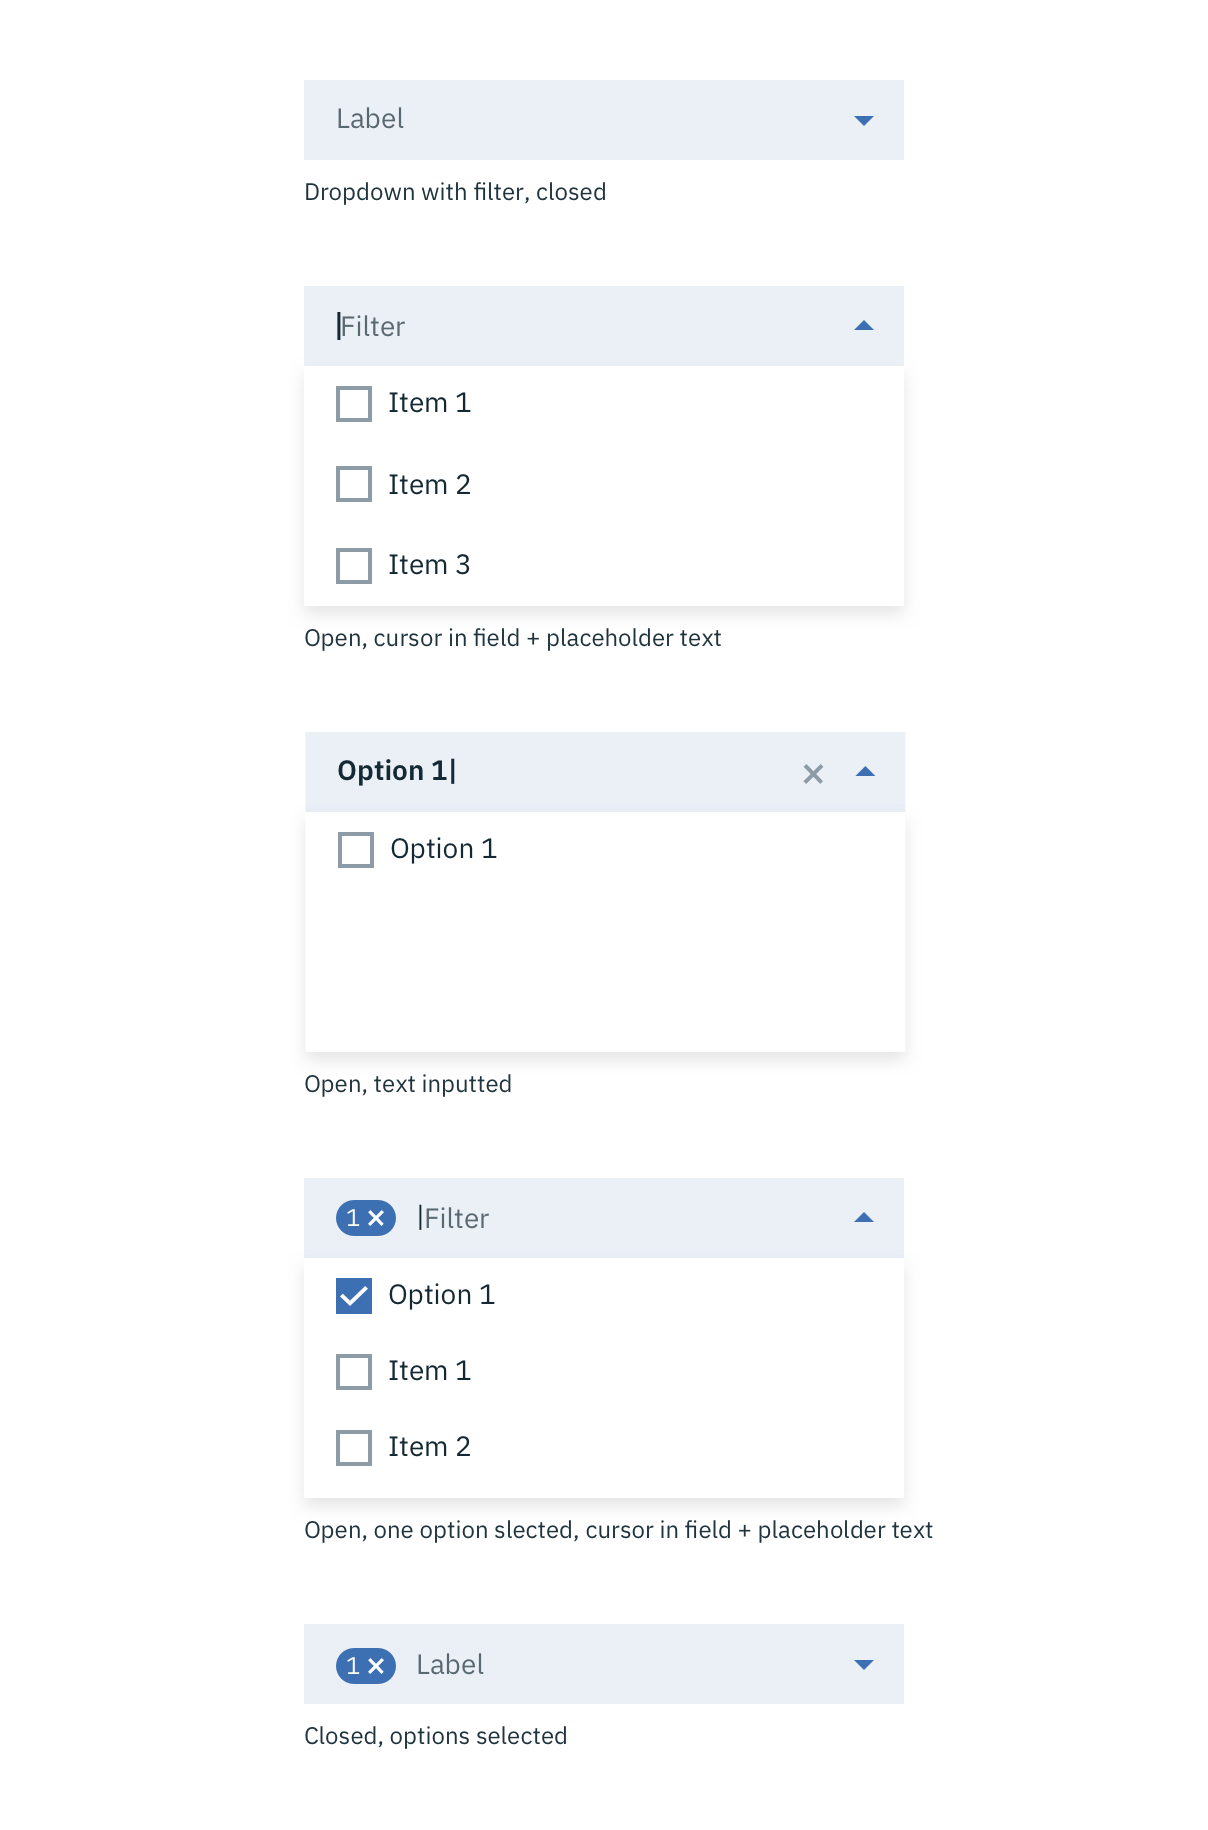 Label
Dropdown with filter, closed
Filter
Item 1
Item 2
Item 3
Open, cursor in field + placeholder text
Option 1
Option 1
Open, text inputted
1 Filter
Option 1
Item 1
Item 2
Open, one option slected, cursor in field + placeholder text
1 Label
Closed, options selected